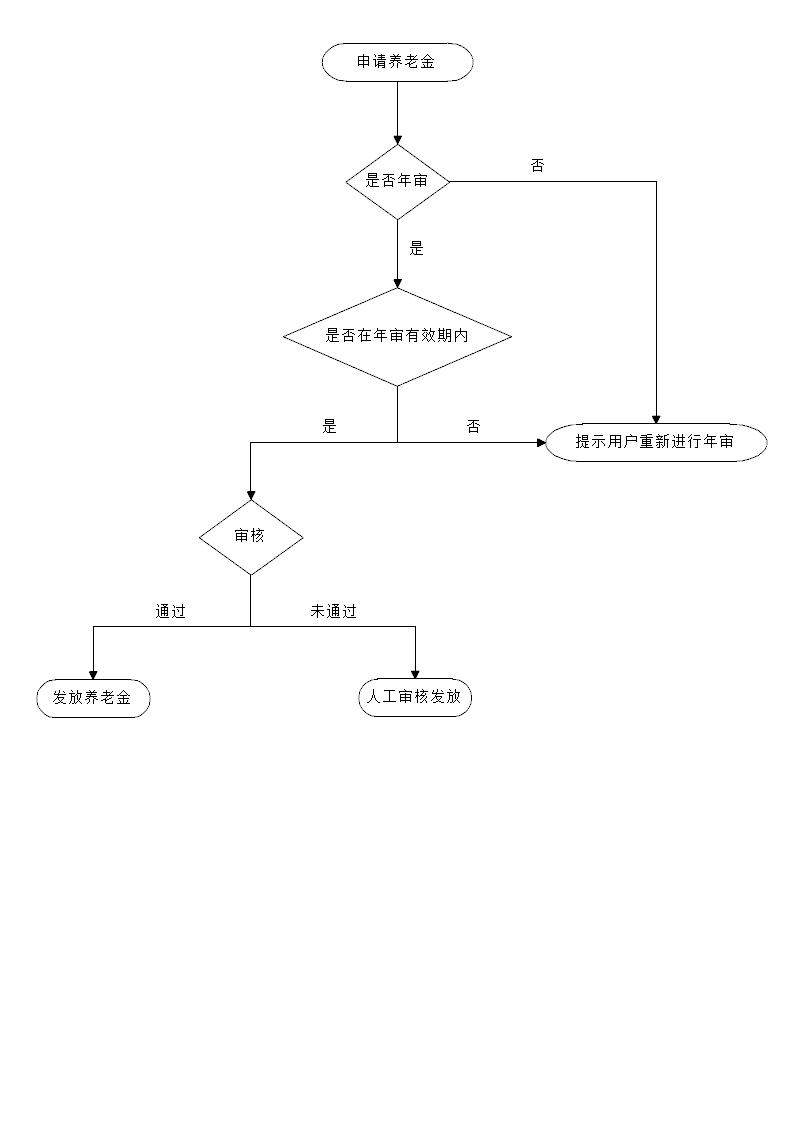 申请养老金
是否年审
否
是
是否在年审有效期内
是
否
提示用户重新进行年审
审核
通过
未通过
发放养老金
人工审核发放